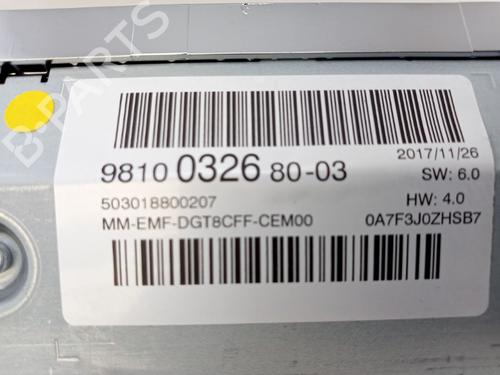 9810 0326 80-03
2017/11/26
SW: 6.0
503018800207
HW: 4.0
MM-EMF-DGT8CFF-CEM00
0A7F3J0ZHSB7
B-PARTS